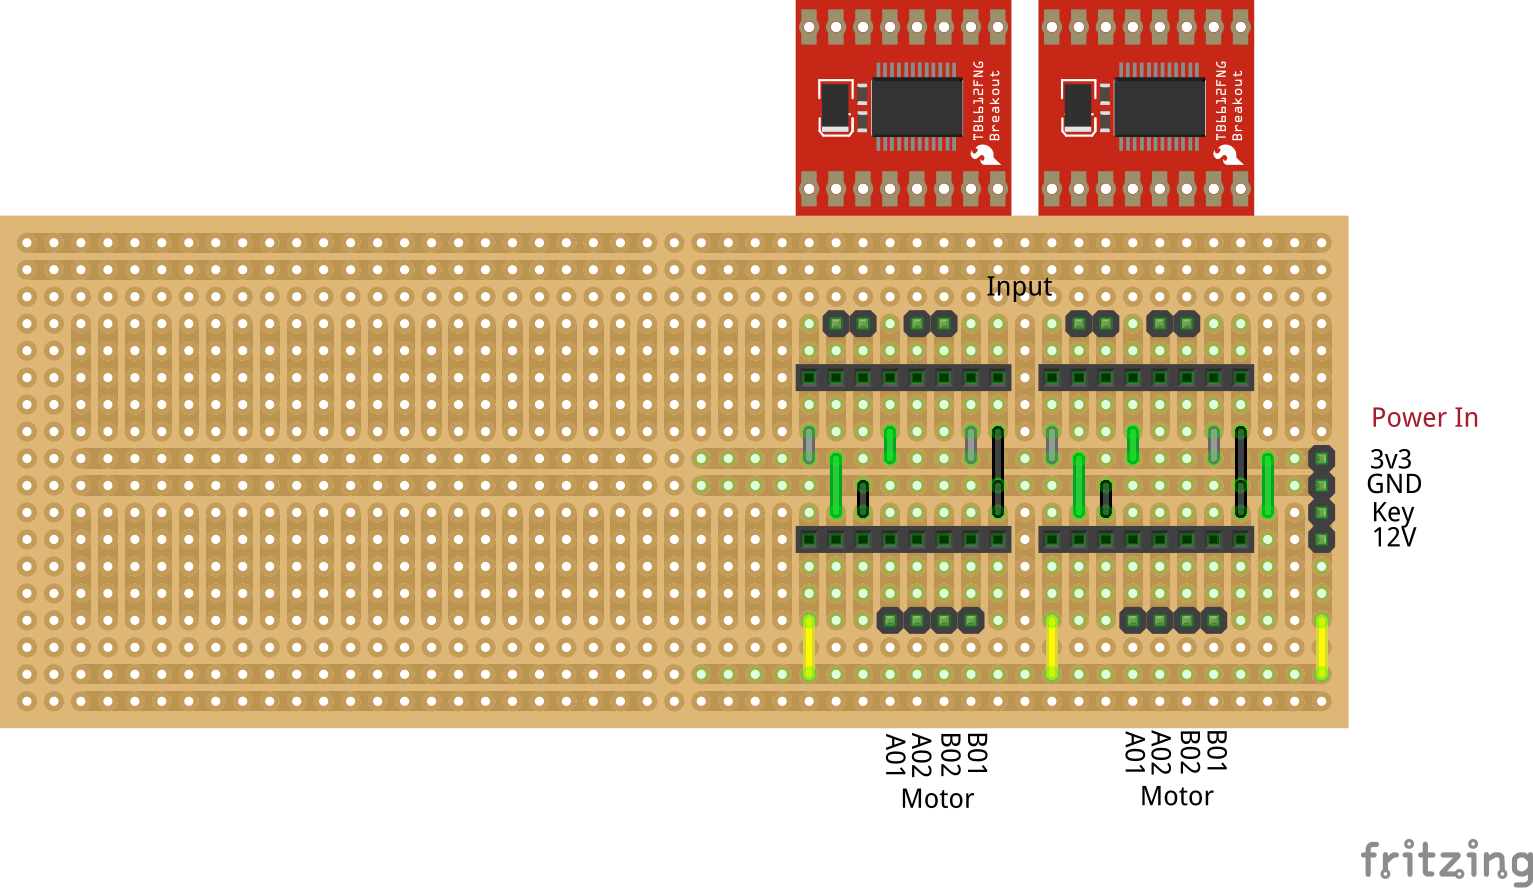 TB6612FNG
Breakout
TB6612FNG
Breakout
Input
Power In
3v3
GND
Key
12V
A01
A02
B02
B01
Motor
A01
A02
B02
B01
Motor
fritzing